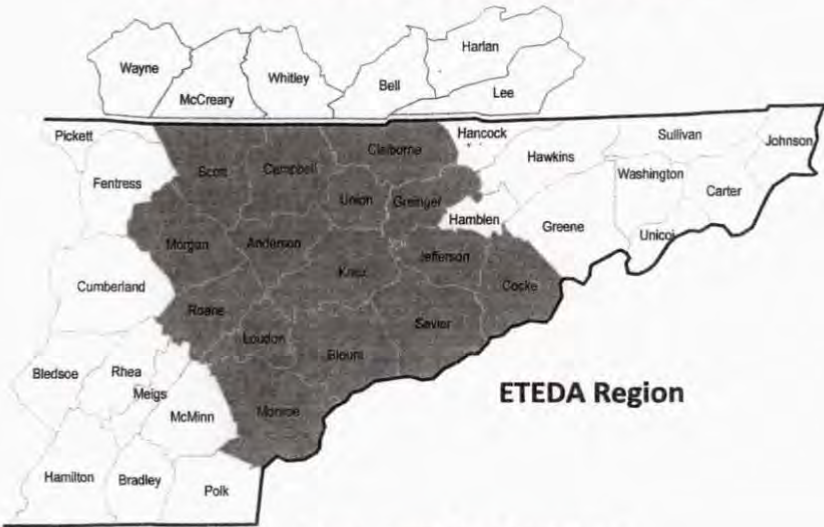 Wayne
McCreary
Whitley
Bell
Harlan
Lee
Pickett
Fentress
Scott
Campbell
Claiborne
Hancock
Hawkins
Sullivan
Johnson
Washington
Carter
Unicoi
Greene
Hamblen
Union
Grainger
Morgan
Anderson
Knox
Jefferson
Cocke
Cumberland
Roane
Loudon
Blount
Sevier
Bledsoe
Rhea
Meigs
McMinn
Monroe
Hamilton
Bradley
Polk
ETEDA Region